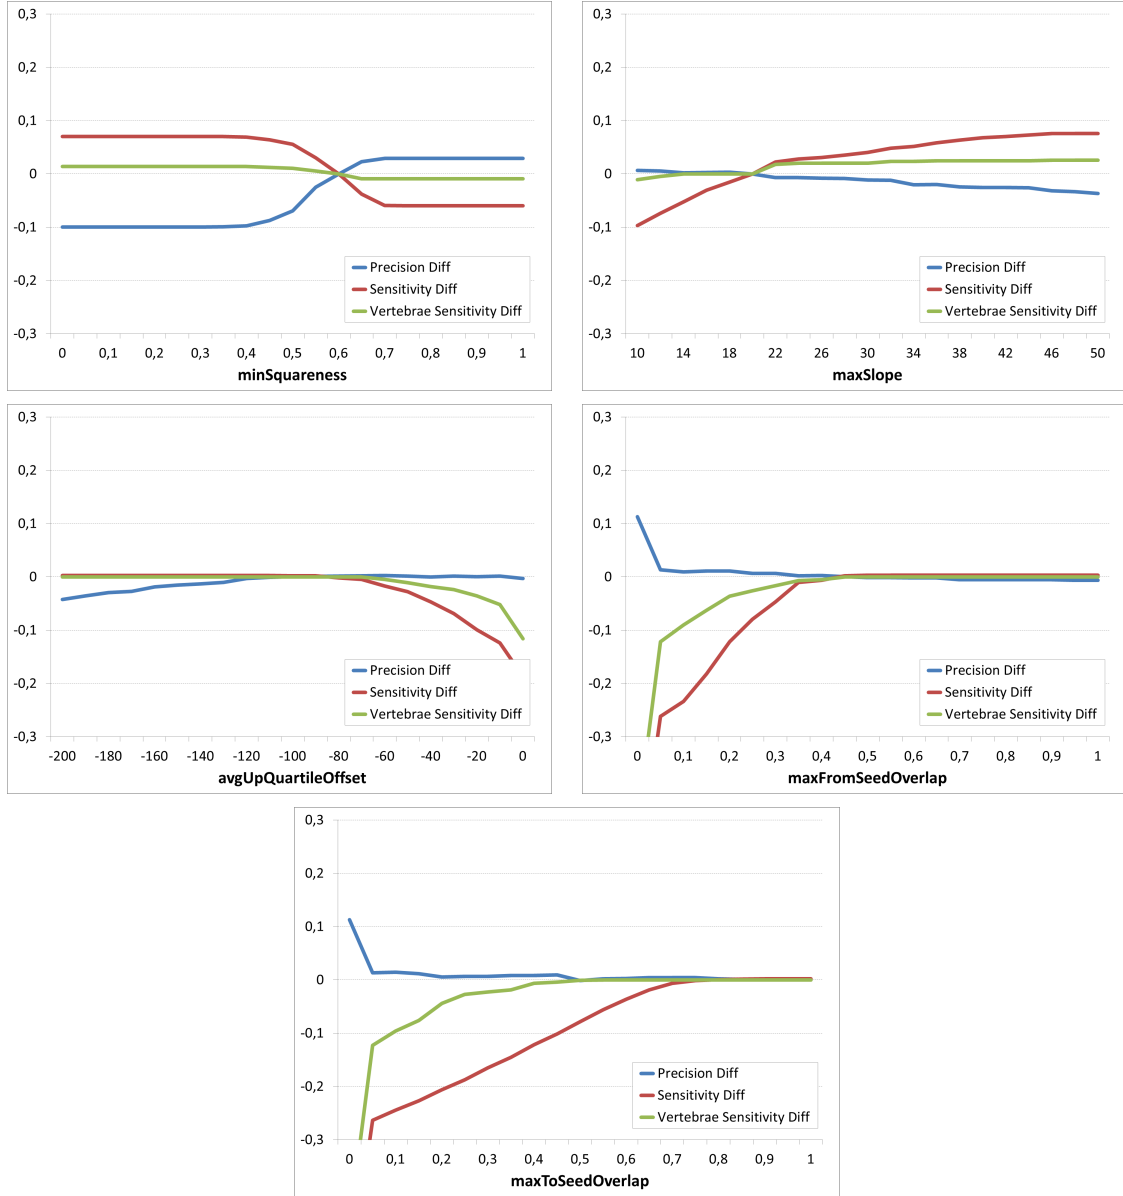 0,3
0,2
0,1
0
-0,1
-0,2
-0,3
Precision Diff
Sensitivity Diff
Vertebrae Sensitivity Diff
0 0,1 0,2 0,3 0,4 0,5 0,6 0,7 0,8 0,9 1
minSquareness
0,3
0,2
0,1
0
-0,1
-0,2
-0,3
Precision Diff
Sensitivity Diff
Vertebrae Sensitivity Diff
10 14 18 22 26 30 34 38 42 46 50
maxSlope
0,3
0,2
0,1
0
-0,1
-0,2
-0,3
Precision Diff
Sensitivity Diff
Vertebrae Sensitivity Diff
-200 -180 -160 -140 -120 -100 -80 -60 -40 -20 0
avgUpQuartileOffset
0,3
0,2
0,1
0
-0,1
-0,2
-0,3
Precision Diff
Sensitivity Diff
Vertebrae Sensitivity Diff
0 0,1 0,2 0,3 0,4 0,5 0,6 0,7 0,8 0,9 1
maxFromSeedOverlap
0,3
0,2
0,1
0
-0,1
-0,2
-0,3
Precision Diff
Sensitivity Diff
Vertebrae Sensitivity Diff
0 0,1 0,2 0,3 0,4 0,5 0,6 0,7 0,8 0,9 1
maxToSeedOverlap